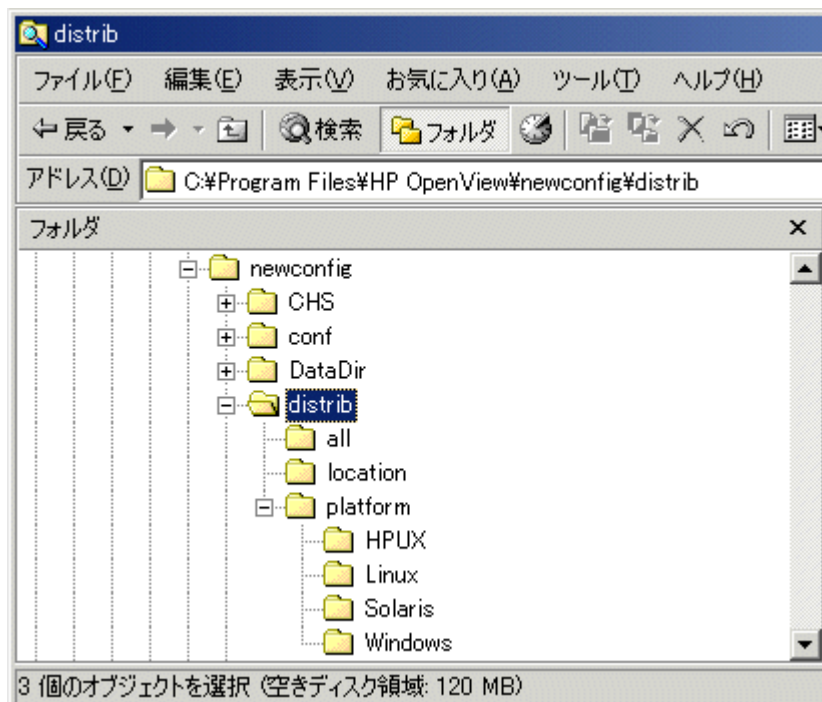 distrib
ファイル(F) 編集(E) 表示(V) お気に入り(A) ツール(T) ヘルプ(H)
戻る 検索 フォルダ
アドレス(D) C:¥Program Files¥HP OpenView¥newconfig¥distrib
フォルダ
newconfig
CHS
conf
DataDir
distrib
all
location
platform
HPUX
Linux
Solaris
Windows
3 個のオブジェクトを選択 (空きディスク領域: 120 MB)